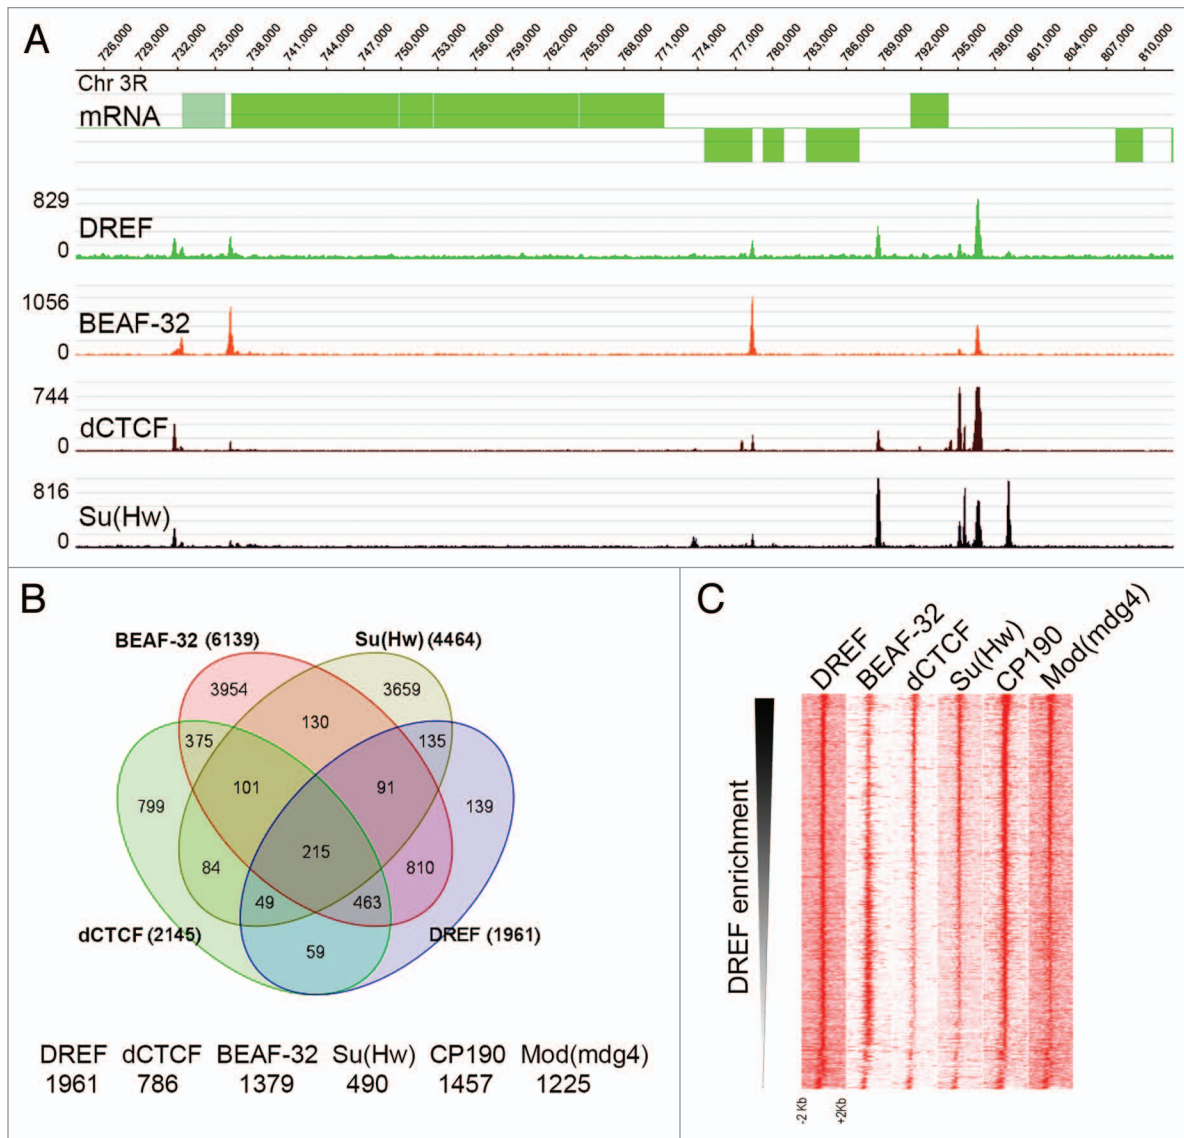 A
726,000 729,000 732,000 735,000 738,000 741,000 744,000 747,000 750,000 753,000 756,000 759,000 762,000 765,000 768,000 771,000 774,000 777,000 780,000 783,000 786,000 789,000 792,000 795,000 798,000 801,000 804,000 807,000 810,000
Chr 3R
mRNA
829
DREF
0
1056
BEAF-32
0
744
dCTCF
0
816
Su(Hw)
0
B
BEAF-32 (6139) Su(Hw) (4464)
3954 3659
130
375 135
101 91
799 139
215
84 810
49 463
dCTCF (2145) DREF (1961)
59
DREF dCTCF BEAF-32 Su(Hw) CP190 Mod(mdg4)
1961 786 1379 490 1457 1225
C
DREF BEAF-32 dCTCF Su(Hw) CP190 Mod(mdg4)
DREF enrichment
-2 Kb +2Kb